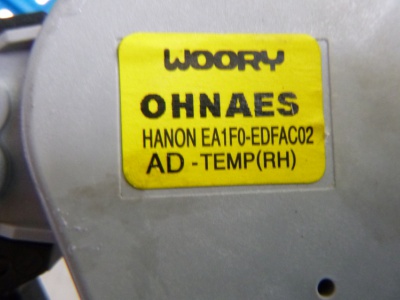 WOORY
OHNAES
HANON EA1F0-EDFAC02
AD - TEMP(RH)